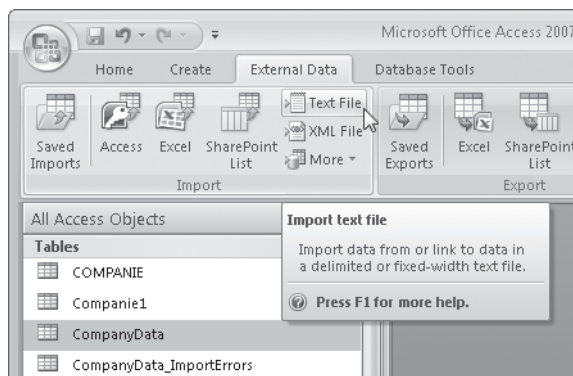 Microsoft Office Access 2007
Home Create External Data Database Tools
Text File
XML File
More
Saved Imports
Access
Excel
SharePoint List
Saved Exports
Excel
SharePoint List
Import
Export
All Access Objects
Tables
COMPANIE
Companie1
CompanyData
CompanyData_ImportErrors
Import text file
Import data from or link to data in
a delimited or fixed-width text file.
Press F1 for more help.